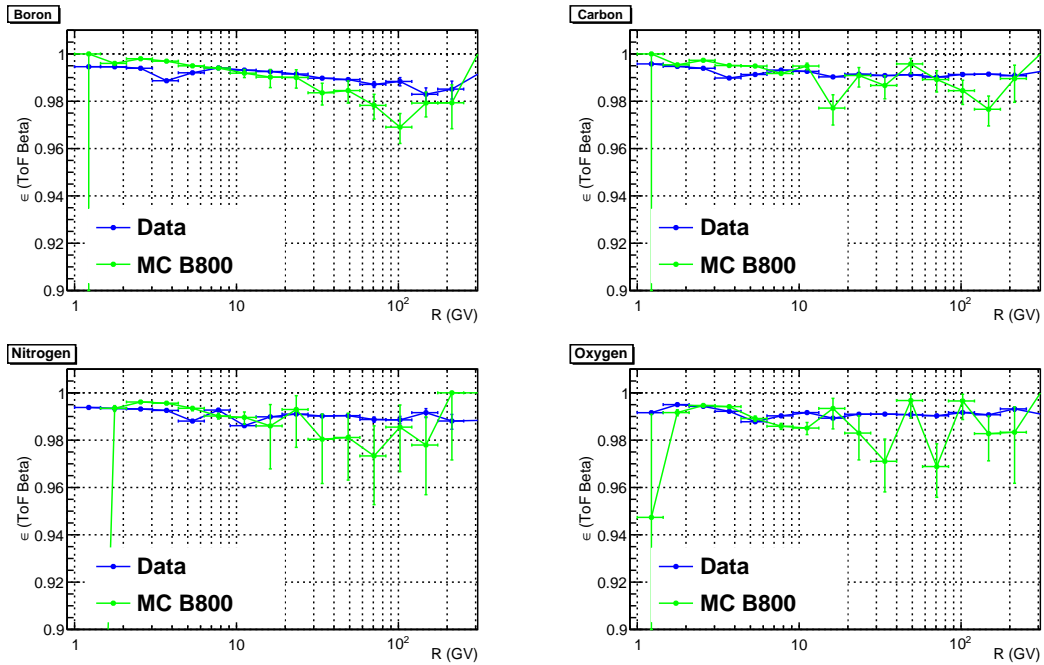 Boron
ϵ (ToF Beta)
1
0.98
0.96
0.94
0.92
0.9
Data
MC B800
1 10 10²
R (GV)
Carbon
ϵ (ToF Beta)
1
0.98
0.96
0.94
0.92
0.9
Data
MC B800
1 10 10²
R (GV)
Nitrogen
ϵ (ToF Beta)
1
0.98
0.96
0.94
0.92
0.9
Data
MC B800
1 10 10²
R (GV)
Oxygen
ϵ (ToF Beta)
1
0.98
0.96
0.94
0.92
0.9
Data
MC B800
1 10 10²
R (GV)